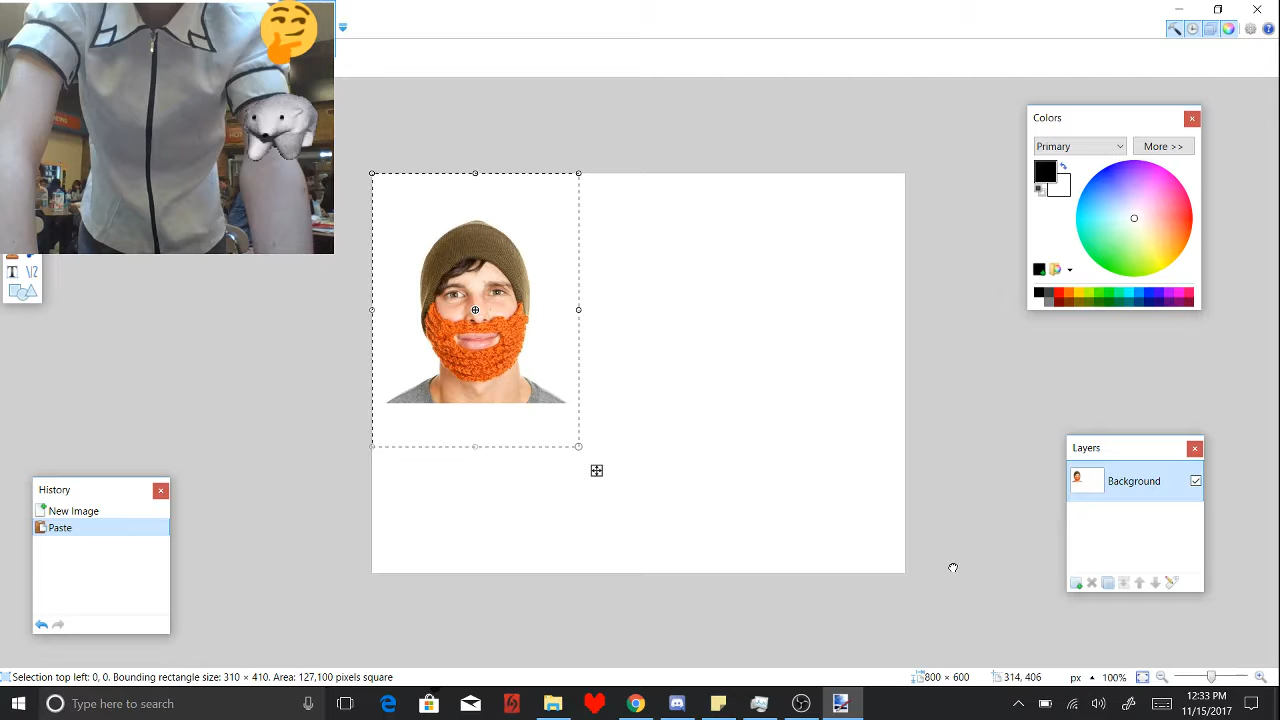 Colors
Primary
More >>
History
New Image
Paste
Layers
Background
Selection top left: 0, 0. Bounding rectangle size: 310 × 410. Area: 127,100 pixels square
800 × 600
314, 406
px
100%
Type here to search
12:33 PM
11/15/2017